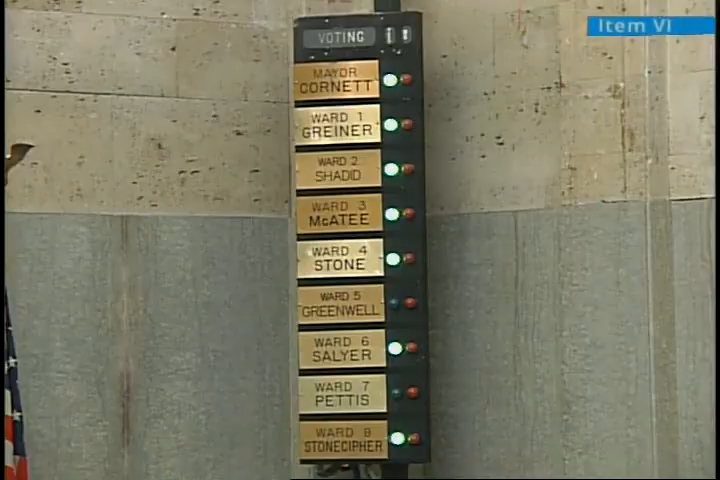 Item VI
VOTING
MAYOR
CORNETT
WARD 1
GREINER
WARD 2
SHADID
WARD 3
McATEE
WARD 4
STONE
WARD 5
GREENWELL
WARD 6
SALYER
WARD 7
PETTIS
WARD 8
STONECIPHER